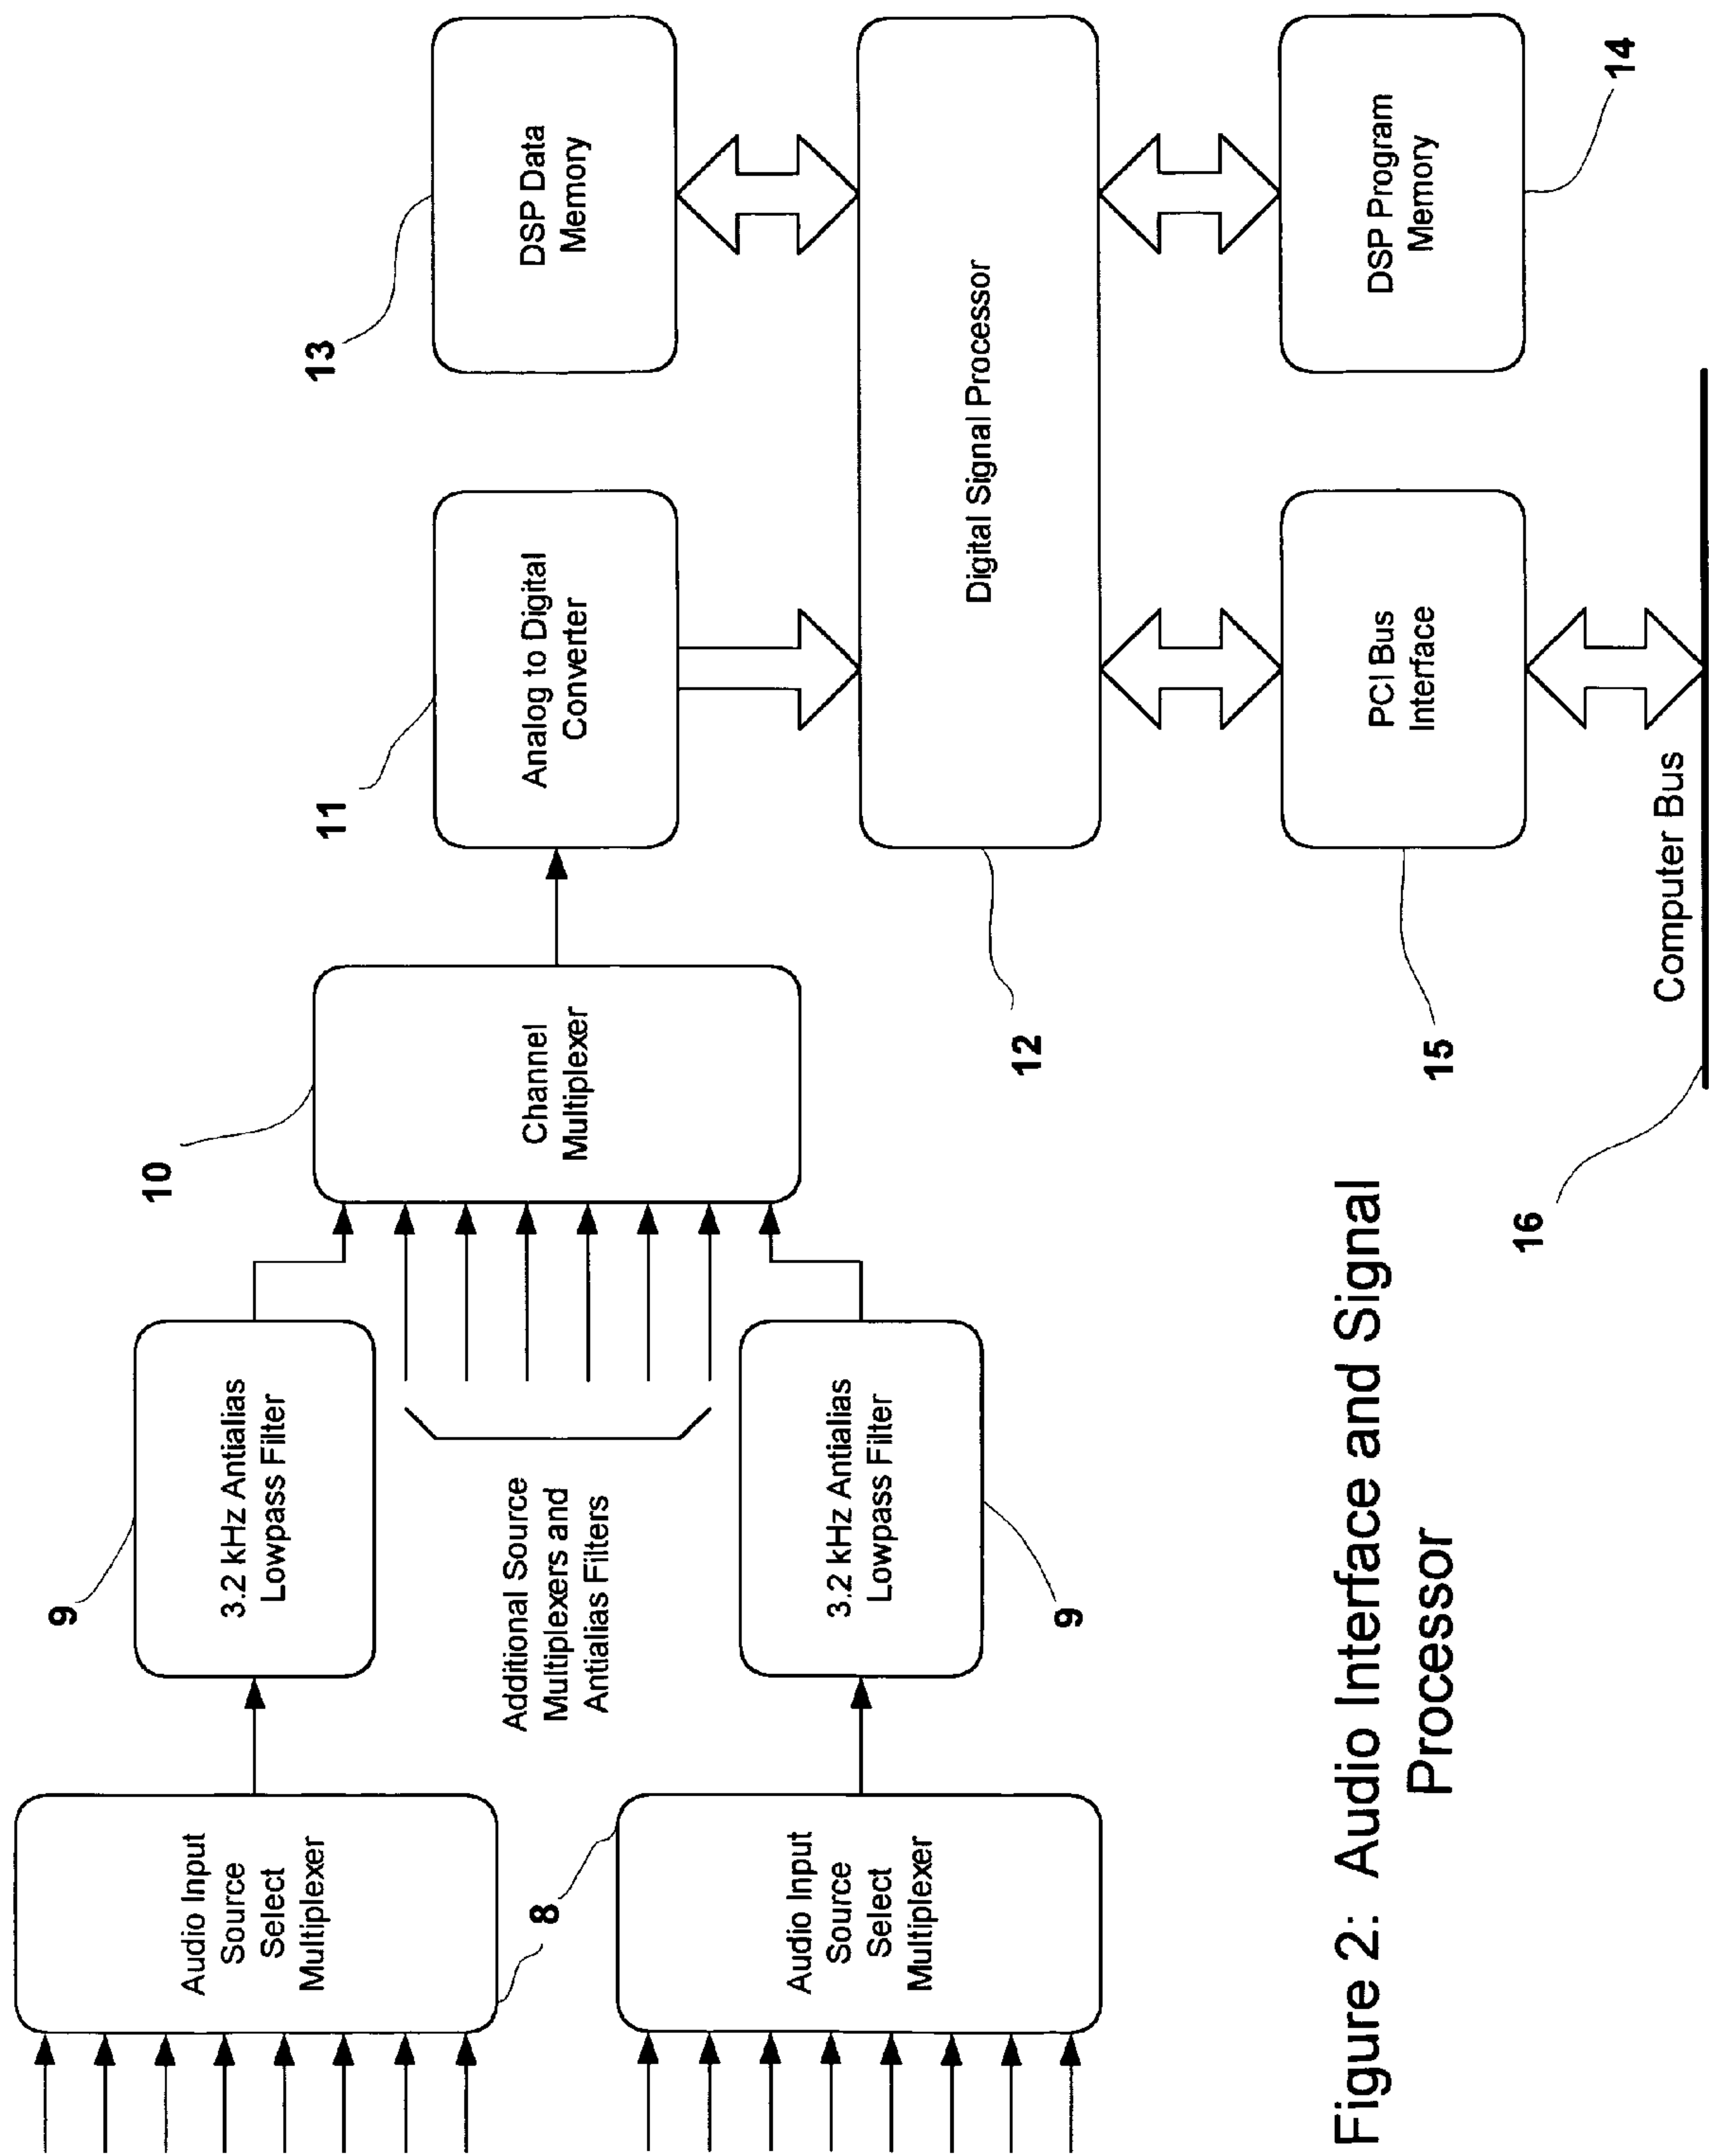 Audio Input
Source
Select
Multiplexer
8
Audio Input
Source
Select
Multiplexer
9
3.2 kHz Antialias
Lowpass Filter
Additional Source
Multiplexers and
Antialias Filters
3.2 kHz Antialias
Lowpass Filter
9
10
Channel
Multiplexer
11
Analog to Digital
Converter
13
DSP Data
Memory
12
Digital Signal Processor
15
PCI Bus
Interface
DSP Program
Memory
14
16
Computer Bus
Figure 2: Audio Interface and Signal
Processor